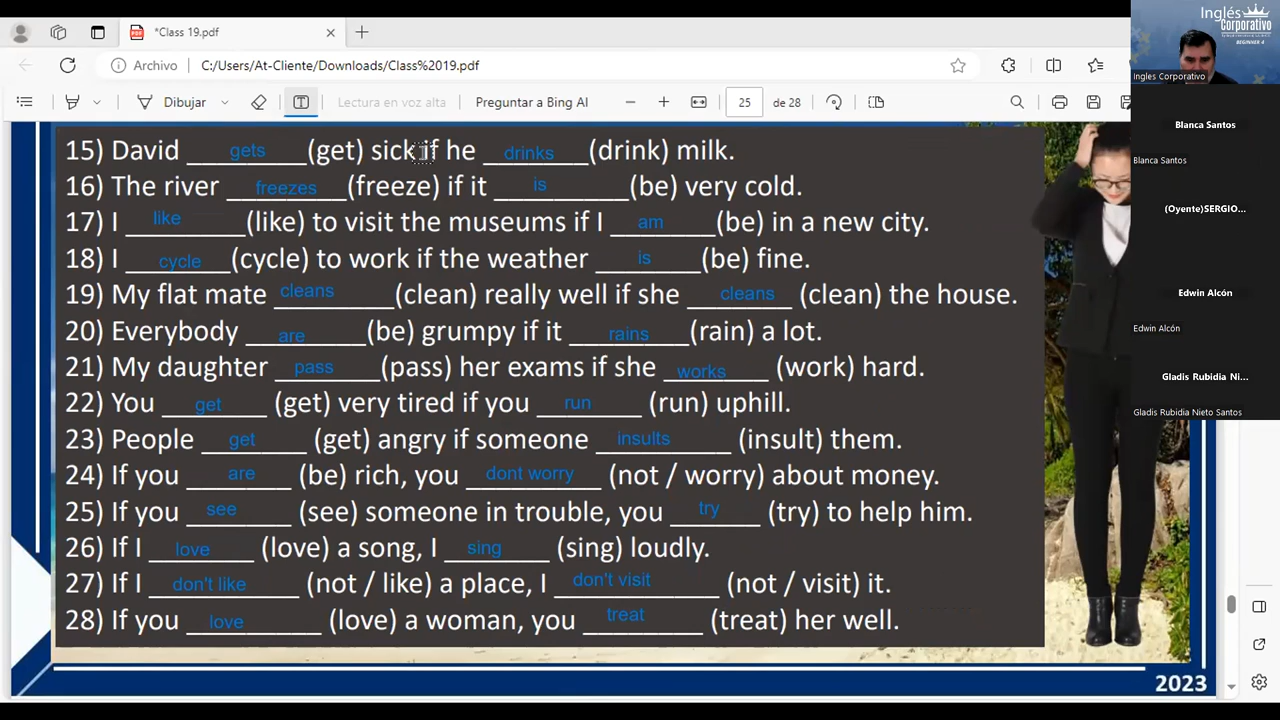 *Class 19.pdf
Archivo C:/Users/At-Cliente/Downloads/Class%2019.pdf
Dibujar Lectura en voz alta Preguntar a Bing AI 25 de 28
15) David gets (get) sick if he drinks (drink) milk.
16) The river freezes (freeze) if it is (be) very cold.
17) I like (like) to visit the museums if I am (be) in a new city.
18) I cycle (cycle) to work if the weather is (be) fine.
19) My flat mate cleans (clean) really well if she cleans (clean) the house.
20) Everybody are (be) grumpy if it rains (rain) a lot.
21) My daughter pass (pass) her exams if she works (work) hard.
22) You get (get) very tired if you run (run) uphill.
23) People get (get) angry if someone insults (insult) them.
24) If you are (be) rich, you dont worry (not / worry) about money.
25) If you see (see) someone in trouble, you try (try) to help him.
26) If I love (love) a song, I sing (sing) loudly.
27) If I don't like (not / like) a place, I don't visit (not / visit) it.
28) If you love (love) a woman, you treat (treat) her well.
2023
Inglés
Corporativo
BEGINNER 4
Ingles Corporativo
Blanca Santos
Blanca Santos
(Oyente)SERGIO...
Edwin Alcón
Edwin Alcón
Gladis Rubidia Ni...
Gladis Rubidia Nieto Santos